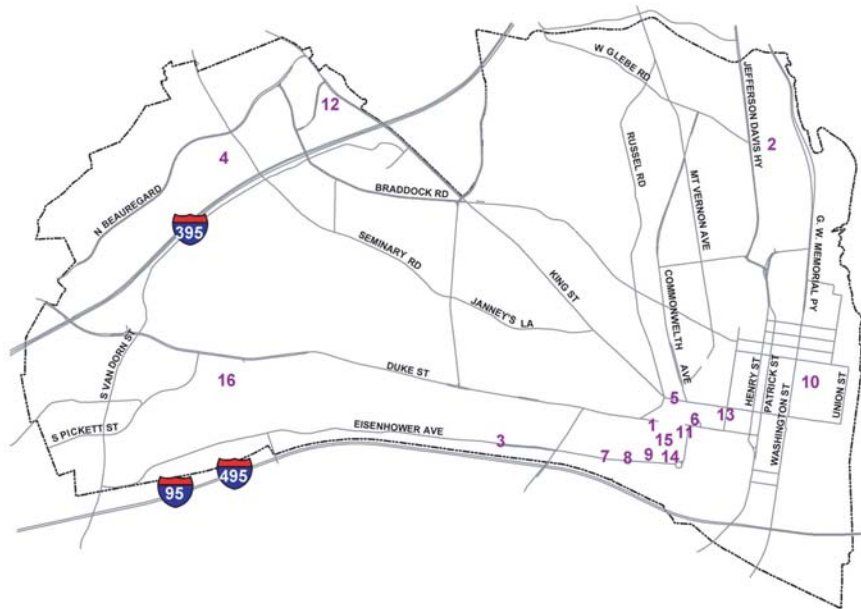 W GLEBE RD
JEFFERSON DAVIS HY
12
2
RUSSEL RD
4
MT VERNON AVE
BRADDOCK RD
N BEAUREGARD
395
G. W. MEMORIAL PY
SEMINARY RD
KING ST
COMMONWELTH AVE
JANNEY'S LA
S VAN DORN ST
DUKE ST
16
HENRY ST
PATRICK ST
WASHINGTON ST
10
UNION ST
5
13
S PICKETT ST
EISENHOWER AVE
3
1
6
11
15
7
8
9
14
495
95